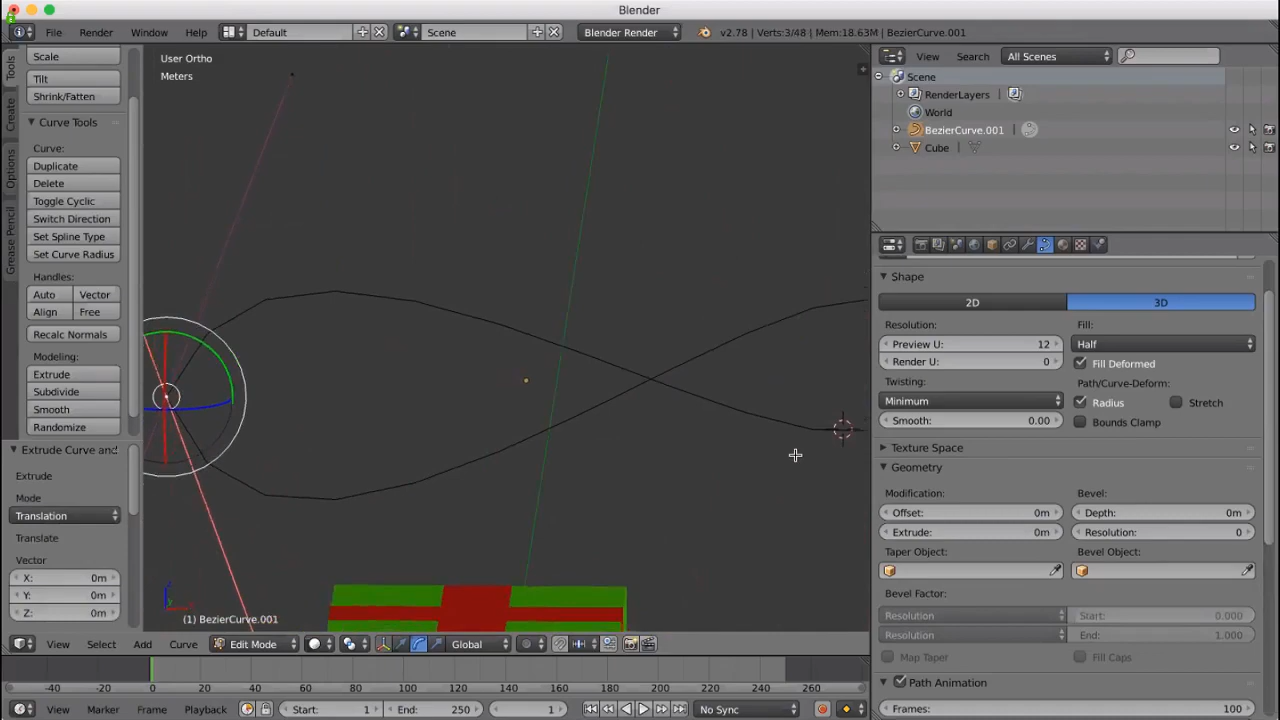 Blender
File Render Window Help Default Scene Blender Render v2.78 | Verts:3/48 | Mem:18.63M | BezierCurve.001
Tools
Create
Options
Grease Pencil
Scale
Tilt
Shrink/Fatten
Curve Tools
Curve:
Duplicate
Delete
Toggle Cyclic
Switch Direction
Set Spline Type
Set Curve Radius
Handles:
Auto Vector
Align Free
Recalc Normals
Modeling:
Extrude
Subdivide
Smooth
Randomize
Extrude Curve and
Extrude
Mode
Translation
Translate
Vector
X: 0m
Y: 0m
Z: 0m
User Ortho
Meters
(1) BezierCurve.001
View Select Add Curve Edit Mode Global
-40 -20 0 20 40 60 80 100 120 140 160 180 200 220 240 260
View Marker Frame Playback Start: 1 End: 250 1 No Sync
View Search All Scenes
Scene
RenderLayers
World
BezierCurve.001
Cube
Shape
2D 3D
Resolution: Fill:
Preview U: 12 Half
Render U: 0 Fill Deformed
Twisting: Path/Curve-Deform:
Minimum Radius Stretch
Smooth: 0.00 Bounds Clamp
Texture Space
Geometry
Modification: Bevel:
Offset: 0m Depth: 0m
Extrude: 0m Resolution: 0
Taper Object: Bevel Object:
Bevel Factor:
Resolution Start: 0.000
Resolution End: 1.000
Map Taper Fill Caps
Path Animation
Frames: 100